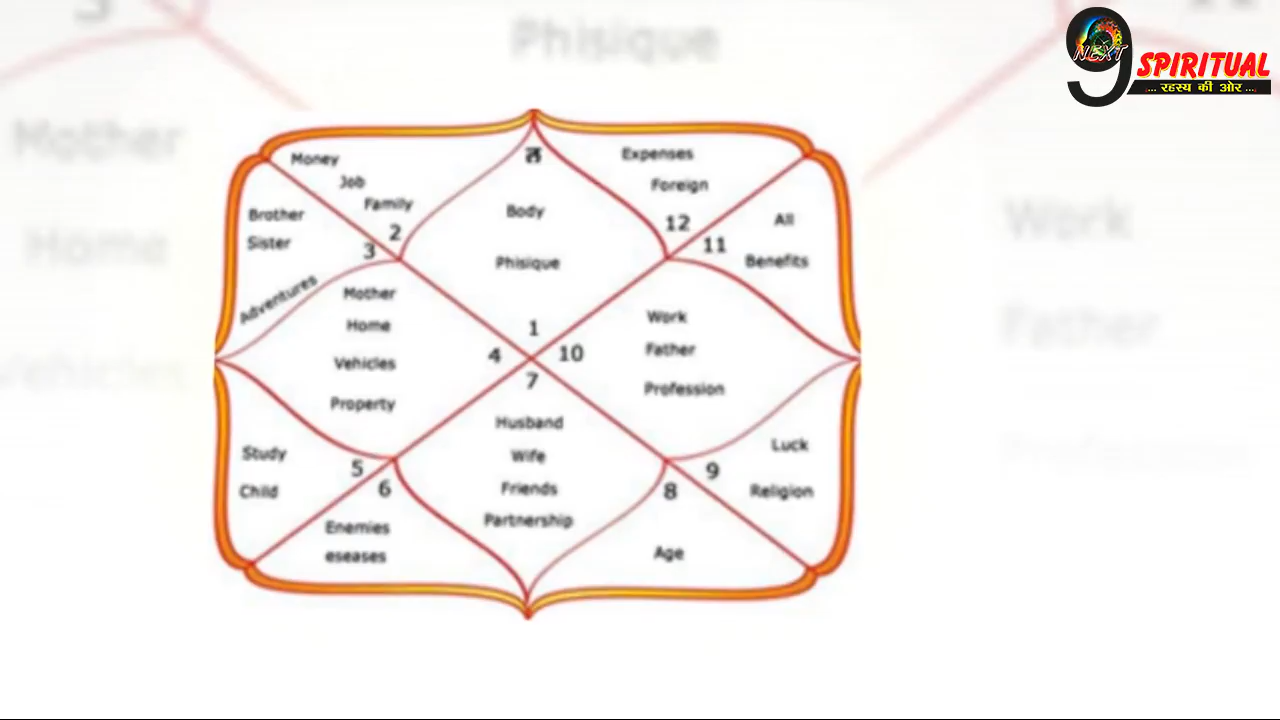 Phisique
Mother
Home
Vehicles
Work
Father
9
NEXT
SPIRITUAL
... रहस्य की ओर ...
Money
Job
Family
2
Brother
Sister
Adventures
3
Body
Phisique
1
Expenses
Foreign
12
11
All
Benefits
Mother
Home
Vehicles
Property
4
10
Work
Father
Profession
7
Husband
Wife
Friends
Partnership
Study
Child
5
6
Enemies
eseases
8
Age
9
Luck
Religion